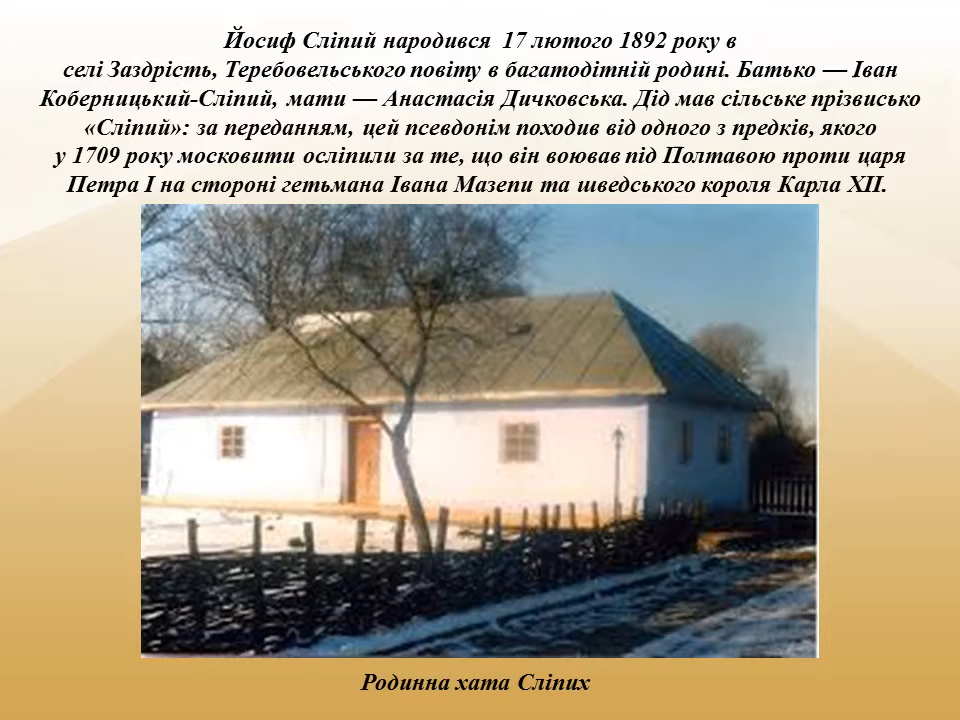 Йосиф Сліпий народився 17 лютого 1892 року в
селі Заздрість, Теребовельського повіту в багатодітній родині. Батько — Іван
Коберницький-Сліпий, мати — Анастасія Дичковська. Дід мав сільське прізвисько
«Сліпий»: за переданням, цей псевдонім походив від одного з предків, якого
у 1709 року московити осліпили за те, що він воював під Полтавою проти царя
Петра I на стороні гетьмана Івана Мазепи та шведського короля Карла XII.
Родинна хата Сліпих